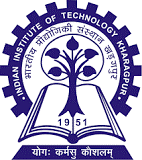 INDIAN INSTITUTE OF TECHNOLOGY KHARAGPUR
भारतीय प्रौद्योगिकी संस्थान खड़गपुर
1951
योगः कर्मसु कौशलम्